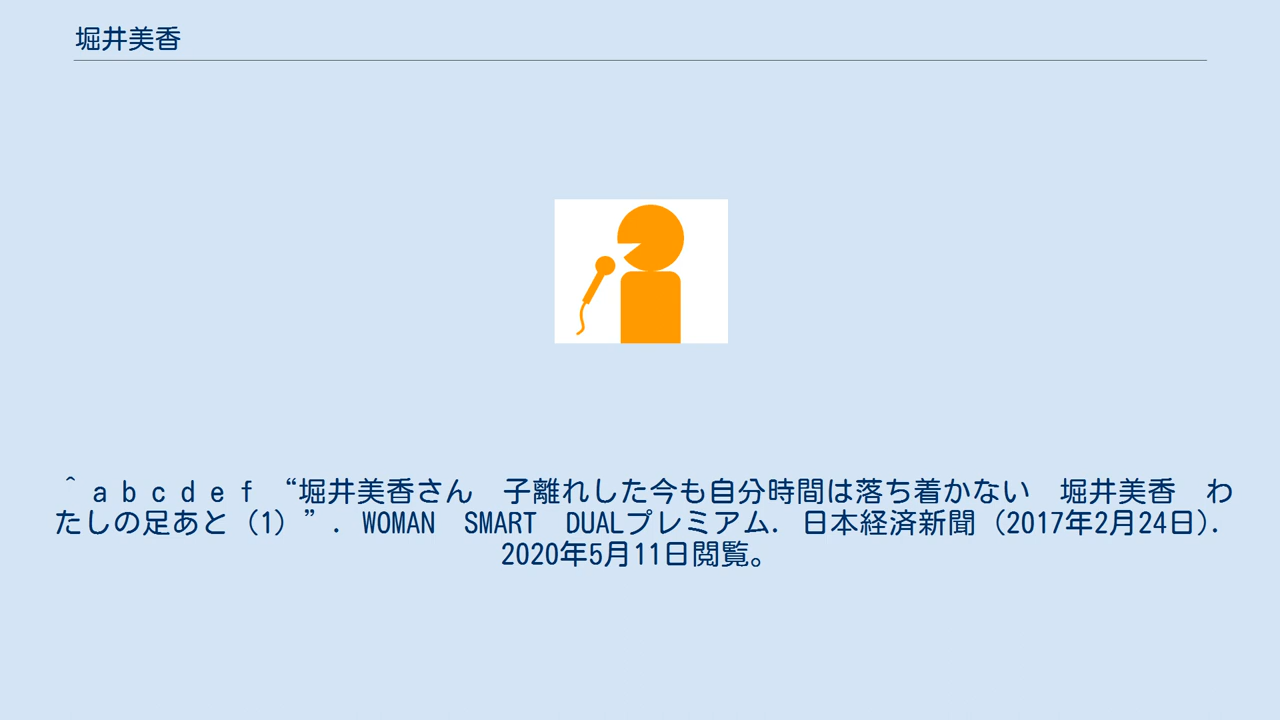 堀井美香
^ a b c d e f “堀井美香さん　子離れした今も自分時間は落ち着かない　堀井美香　わ
たしの足あと（1）”. WOMAN　SMART　DUALプレミアム. 日本経済新聞 (2017年2月24日).
2020年5月11日閲覧。